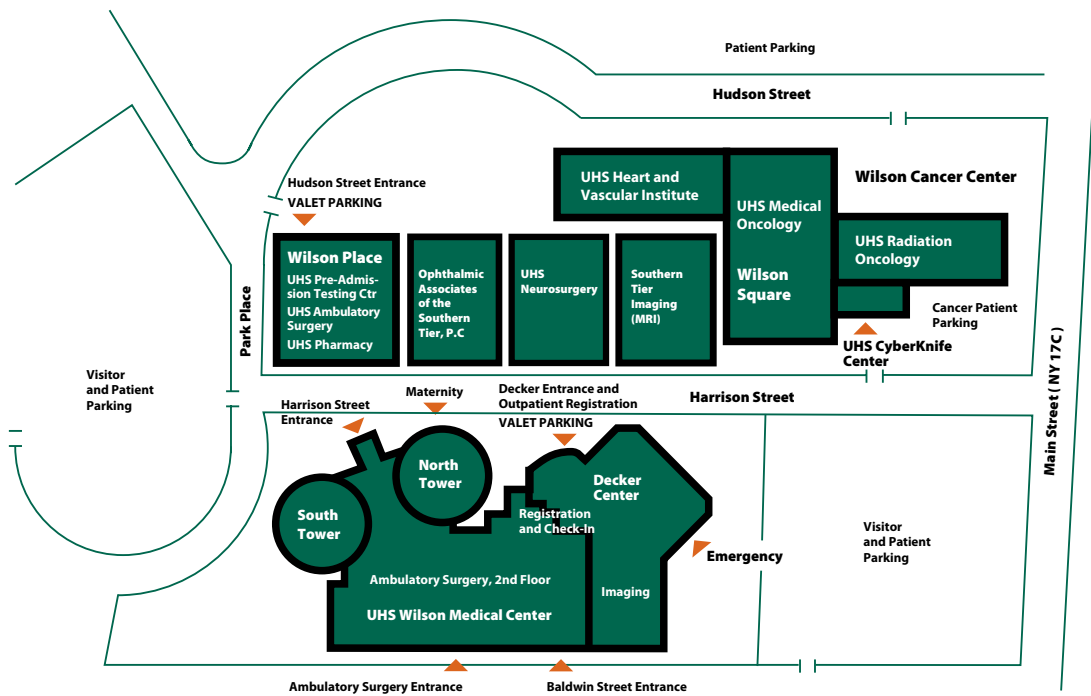 Patient Parking
Hudson Street
Hudson Street Entrance
VALET PARKING
UHS Heart and
Vascular Institute
UHS Medical
Oncology
Wilson
Square
Wilson Cancer Center
UHS Radiation
Oncology
Cancer Patient
Parking
UHS CyberKnife
Center
Wilson Place
UHS Pre-Admis-
sion Testing Ctr
UHS Ambulatory
Surgery
UHS Pharmacy
Ophthalmic
Associates
of the
Southern
Tier, P.C
UHS
Neurosurgery
Southern
Tier
Imaging
(MRI)
Park Place
Visitor
and Patient
Parking
Main Street ( NY 17C )
Harrison Street
Harrison Street
Entrance
Maternity
Decker Entrance and
Outpatient Registration
VALET PARKING
North
Tower
South
Tower
Decker
Center
Registration
and Check-In
Emergency
Visitor
and Patient
Parking
Ambulatory Surgery, 2nd Floor
Imaging
UHS Wilson Medical Center
Ambulatory Surgery Entrance
Baldwin Street Entrance